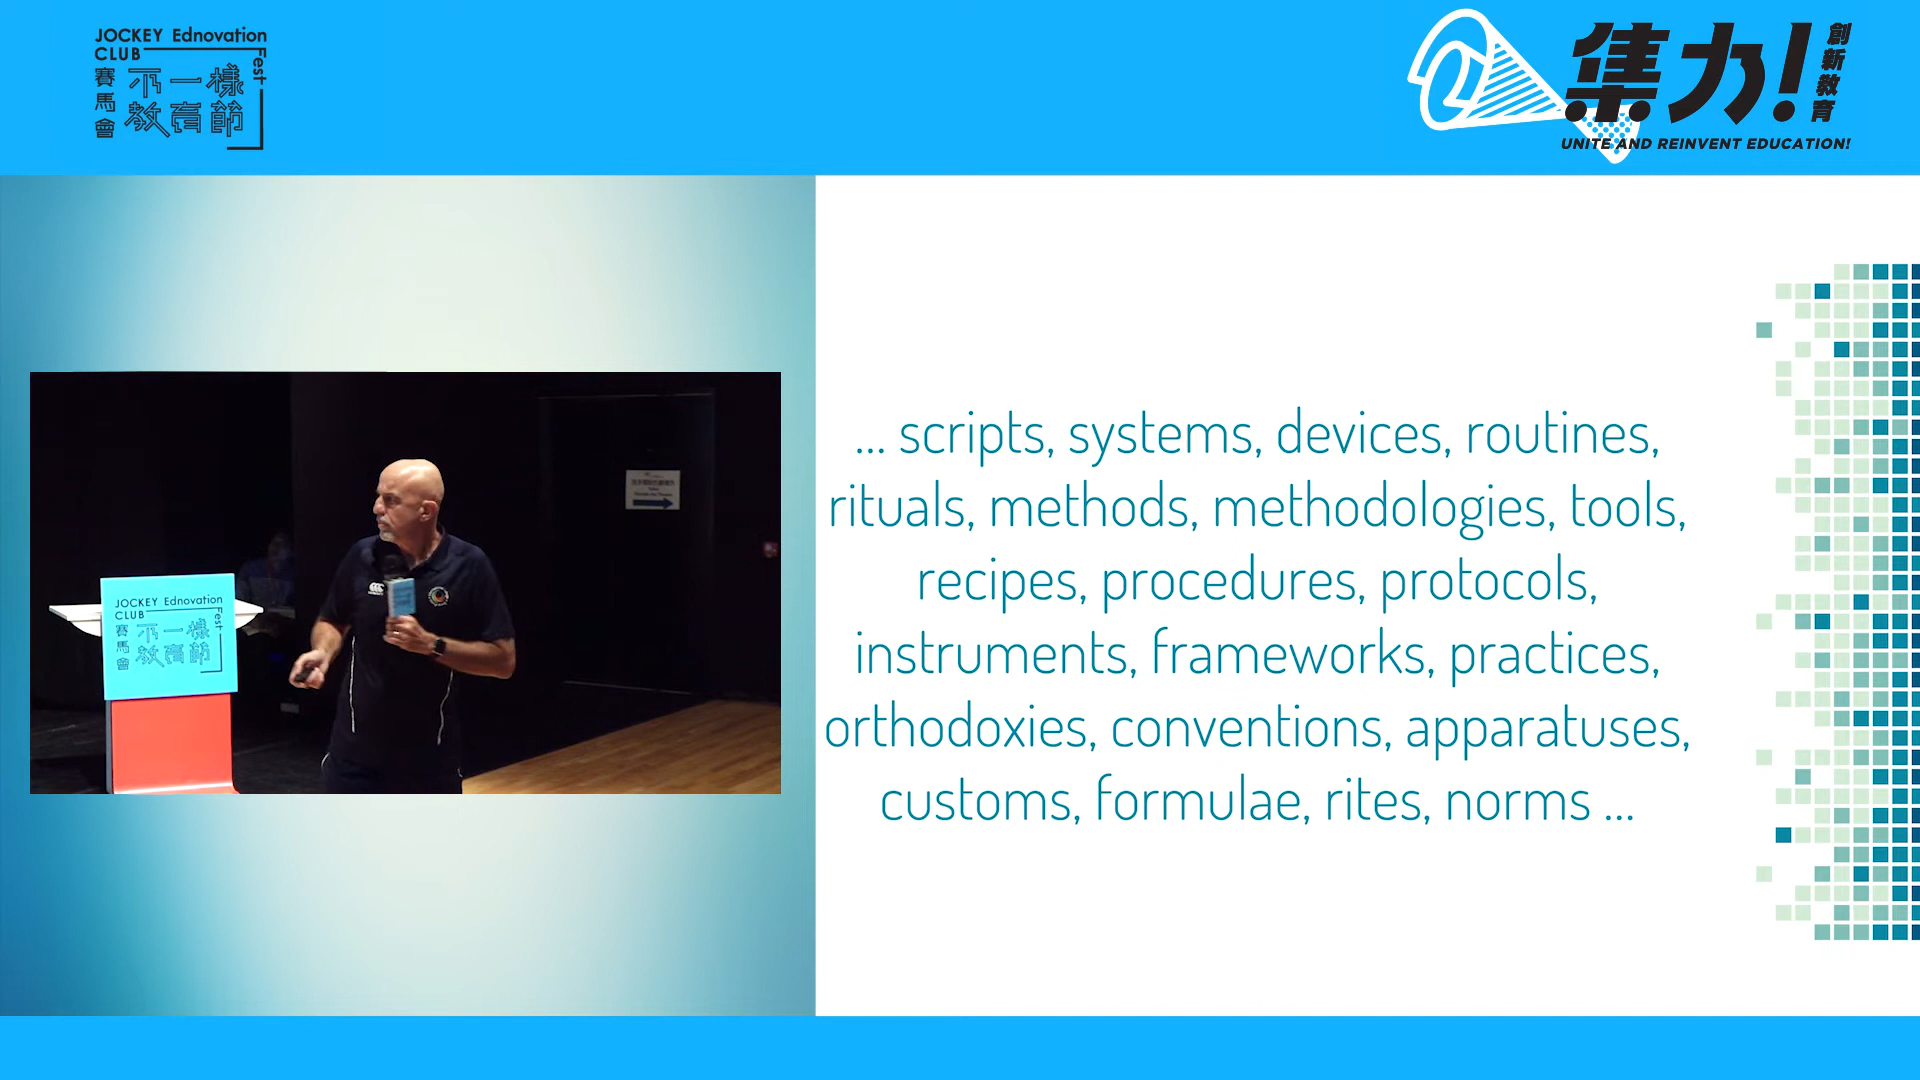 JOCKEY Ednovation
CLUB
Fest
賽馬會
不一樣
教育節
集力!
創新教育
UNITE AND REINVENT EDUCATION!
... scripts, systems, devices, routines,
rituals, methods, methodologies, tools,
recipes, procedures, protocols,
instruments, frameworks, practices,
orthodoxies, conventions, apparatuses,
customs, formulae, rites, norms ...
JOCKEY Ednovation
CLUB
Fest
賽馬會
不一樣
教育節
CCC